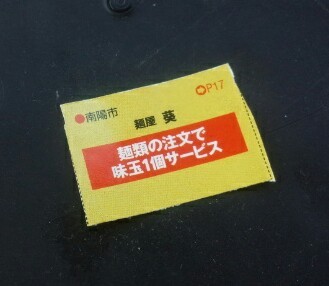 ●南陽市
P17
麺屋 葵
麺類の注文で
味玉1個サービス